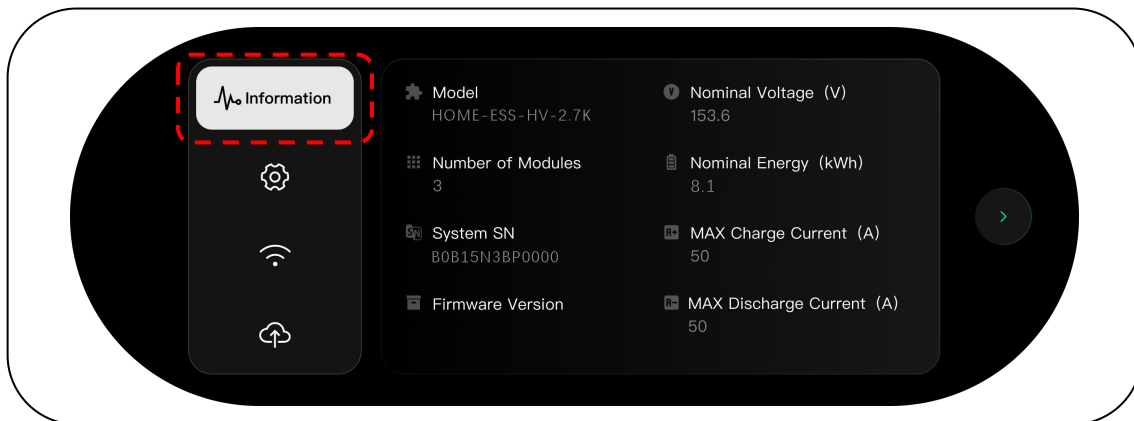 Information
Model
HOME-ESS-HV-2.7K
Number of Modules
3
System SN
B0B15N3BP0000
Firmware Version
Nominal Voltage (V)
153.6
Nominal Energy (kWh)
8.1
MAX Charge Current (A)
50
MAX Discharge Current (A)
50